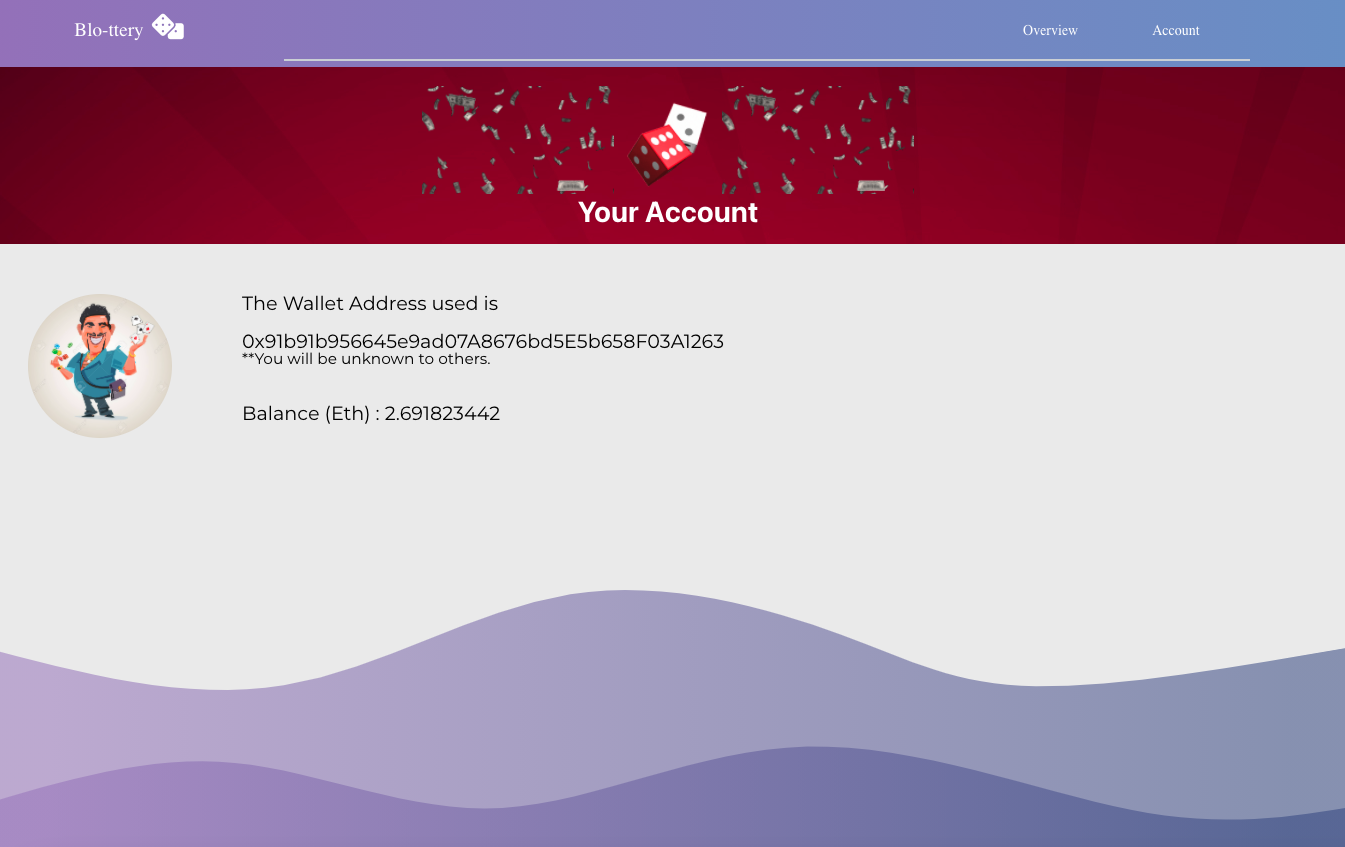 Blo-ttery
Overview
Account
Your Account
The Wallet Address used is
0x91b91b956645e9ad07A8676bd5E5b658F03A1263
**You will be unknown to others.
Balance (Eth) : 2.691823442